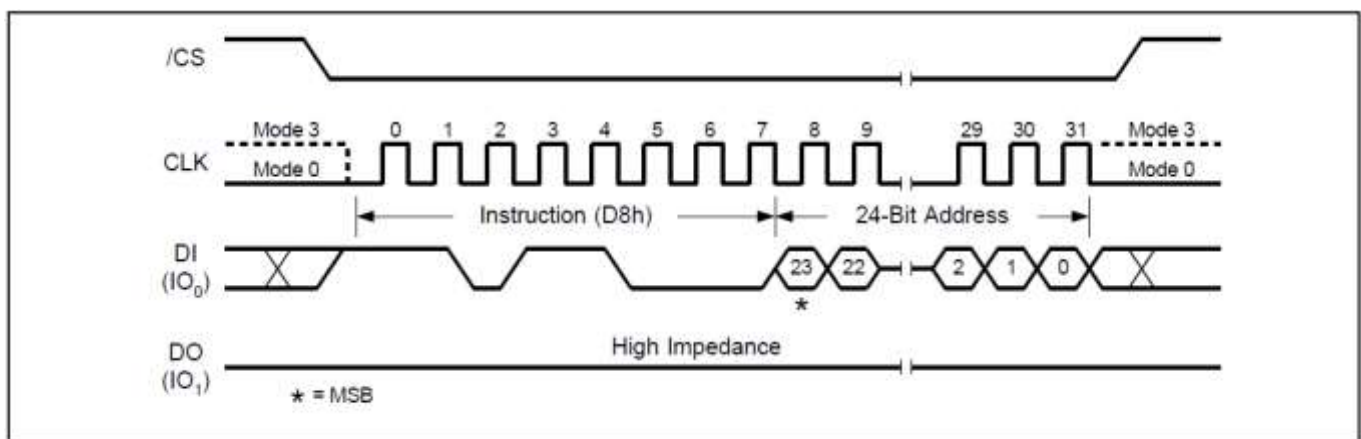 /CS
Mode 3 0 1 2 3 4 5 6 7 8 9 29 30 31 Mode 3
CLK
Mode 0 Mode 0
Instruction (D8h) 24-Bit Address
DI
(IO₀)
23 22 2 1 0
*
High Impedance
DO
(IO₁)
* = MSB